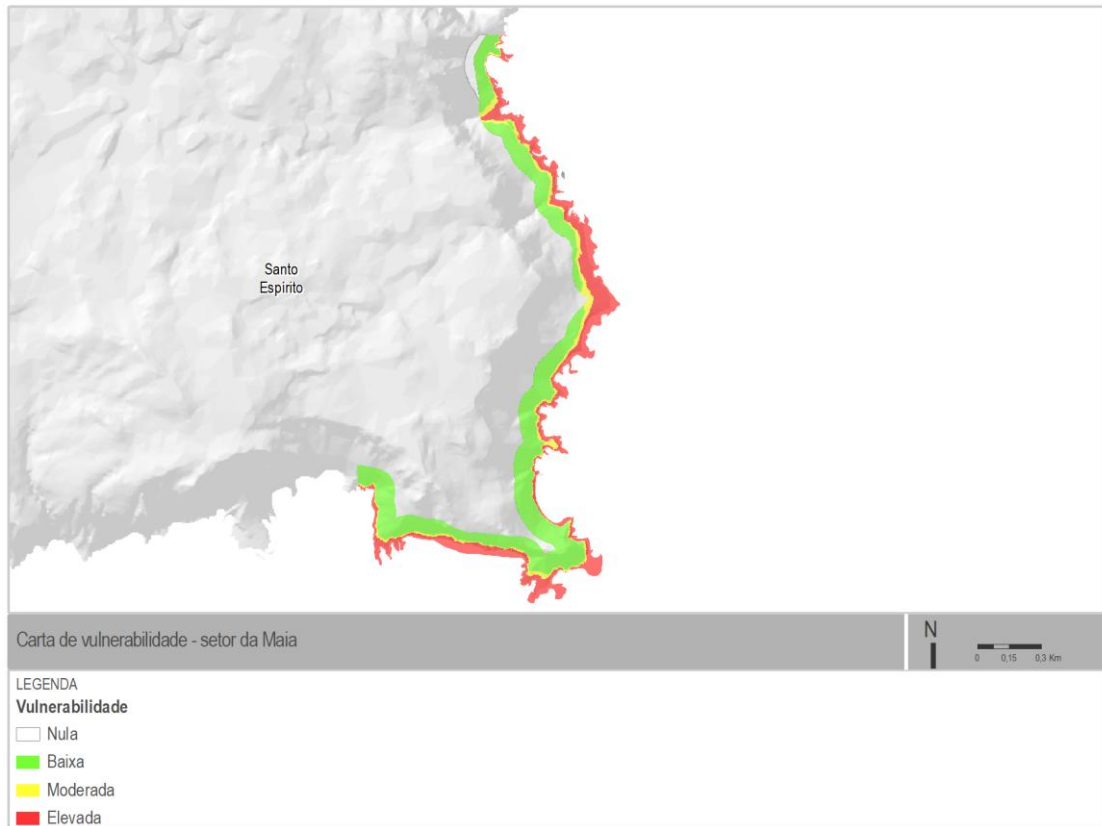 Santo
Espirito
Carta de vulnerabilidade - setor da Maia
N
0 0,15 0,3 Km
LEGENDA
Vulnerabilidade
Nula
Baixa
Moderada
Elevada